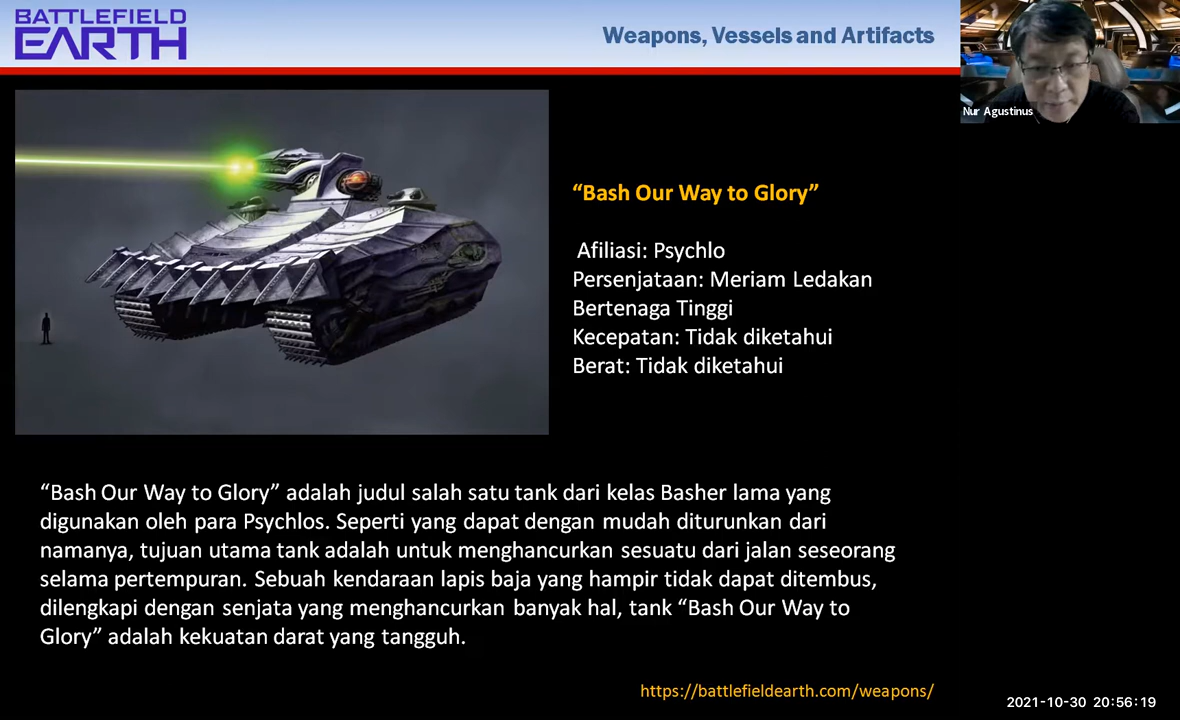 BATTLEFIELD
EARTH
Weapons, Vessels and Artifacts
Nur Agustinus
“Bash Our Way to Glory”
Afiliasi: Psychlo
Persenjataan: Meriam Ledakan
Bertenaga Tinggi
Kecepatan: Tidak diketahui
Berat: Tidak diketahui
“Bash Our Way to Glory” adalah judul salah satu tank dari kelas Basher lama yang
digunakan oleh para Psychlos. Seperti yang dapat dengan mudah diturunkan dari
namanya, tujuan utama tank adalah untuk menghancurkan sesuatu dari jalan seseorang
selama pertempuran. Sebuah kendaraan lapis baja yang hampir tidak dapat ditembus,
dilengkapi dengan senjata yang menghancurkan banyak hal, tank “Bash Our Way to
Glory” adalah kekuatan darat yang tangguh.
https://battlefieldearth.com/weapons/
2021-10-30 20:56:19